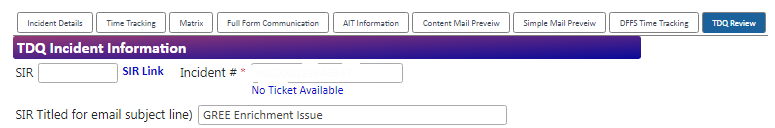 Incident Details Time Tracking Matrix Full Form Communication AIT Information Content Mail Preveiw Simple Mail Preveiw DFFS Time Tracking TDQ Review
TDQ Incident Information
SIR SIR Link Incident # *
No Ticket Available
SIR Titled for email subject line) GREE Enrichment Issue